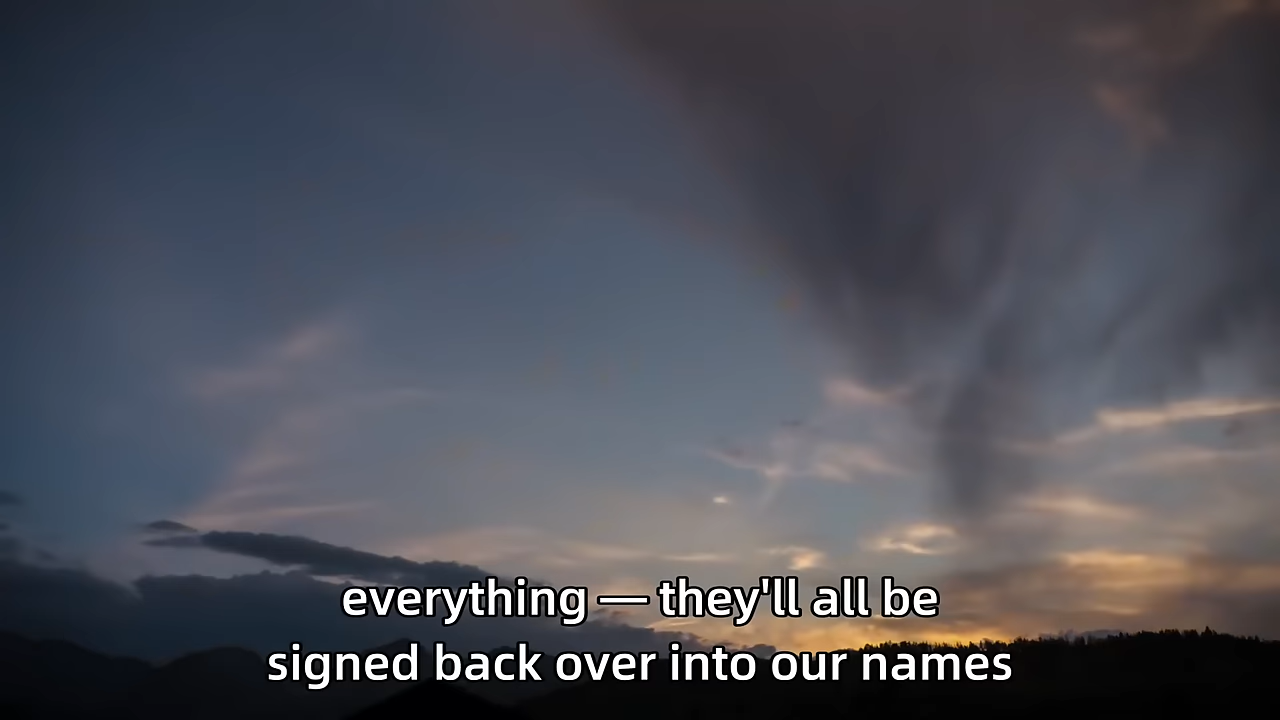 everything — they'll all be
signed back over into our names